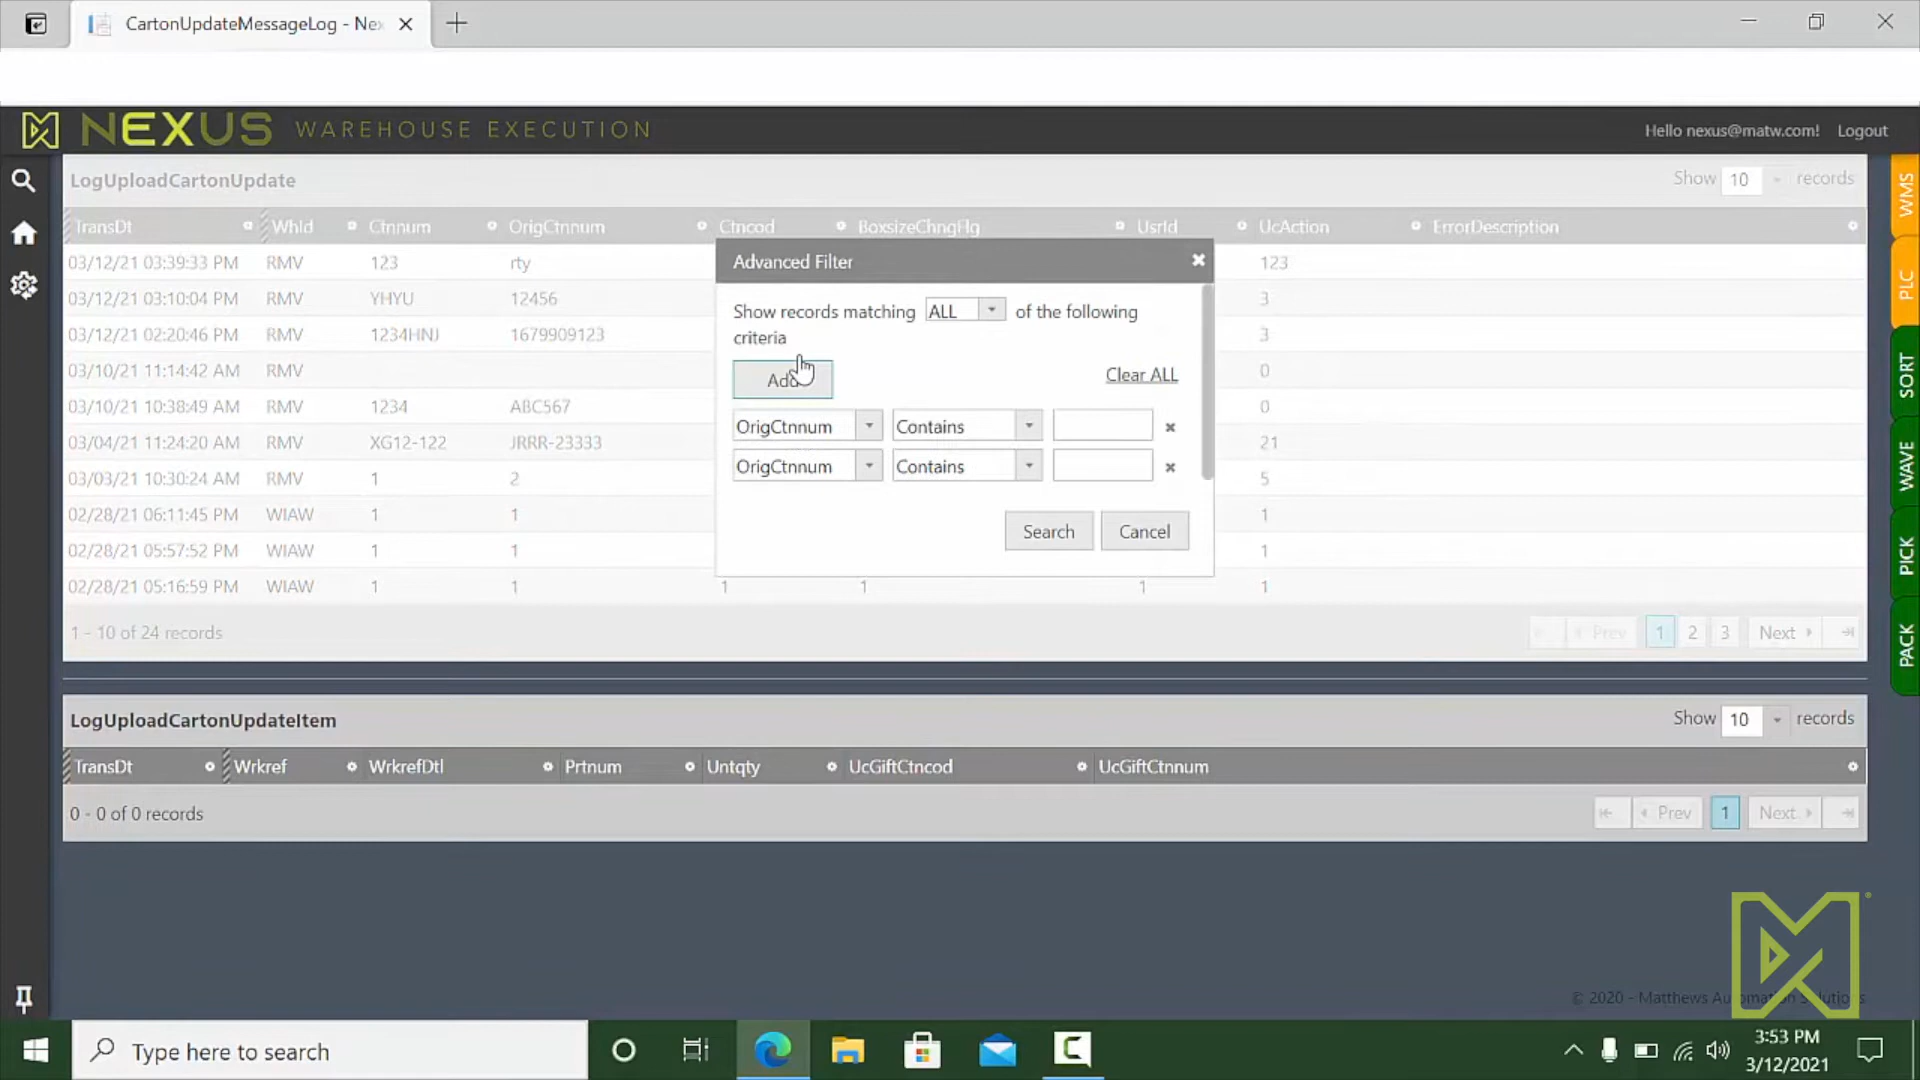 CartonUpdateMessageLog - Nex
NEXUS WAREHOUSE EXECUTION
Hello nexus@matw.com! Logout
LogUploadCartonUpdate
Show 10 records
TransDt WhId Ctnnum OrigCtnnum Ctncod BoxsizeChngFlg UsrId UcAction ErrorDescription
03/12/21 03:39:33 PM RMV 123 rty 123
03/12/21 03:10:04 PM RMV YHYU 12456 3
03/12/21 02:20:46 PM RMV 1234HNJ 1679909123 3
03/10/21 11:14:42 AM RMV 0
03/10/21 10:38:49 AM RMV 1234 ABC567 0
03/04/21 11:24:20 AM RMV XG12-122 JRRR-23333 21
03/03/21 10:30:24 AM RMV 1 2 5
02/28/21 06:11:45 PM WIAW 1 1 1
02/28/21 05:57:52 PM WIAW 1 1 1
02/28/21 05:16:59 PM WIAW 1 1 1 1 1 1
1 - 10 of 24 records
Prev 1 2 3 Next
Advanced Filter
Show records matching ALL of the following
criteria
Add
Clear ALL
OrigCtnnum Contains
OrigCtnnum Contains
Search Cancel
LogUploadCartonUpdateItem
Show 10 records
TransDt Wrkref WrkrefDtl Prtnum Untqty UcGiftCtncod UcGiftCtnnum
0 - 0 of 0 records
Prev 1 Next
WMS
PLC
SORT
WAVE
PICK
PACK
© 2020 - Matthews Automation Solutions
Type here to search
3:53 PM
3/12/2021